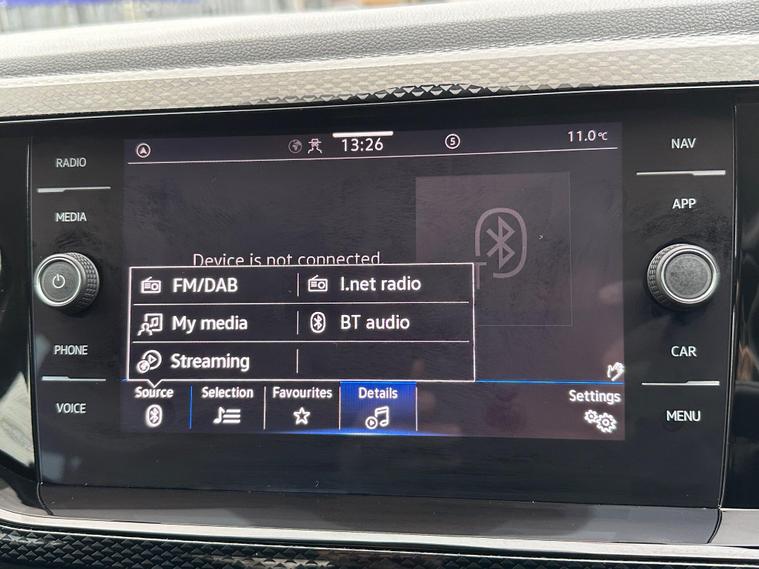 RADIO
MEDIA
PHONE
VOICE
13:26
5
11.0°C
Device is not connected.
FM/DAB
I.net radio
My media
BT audio
Streaming
Source
Selection
Favourites
Details
Settings
NAV
APP
CAR
MENU